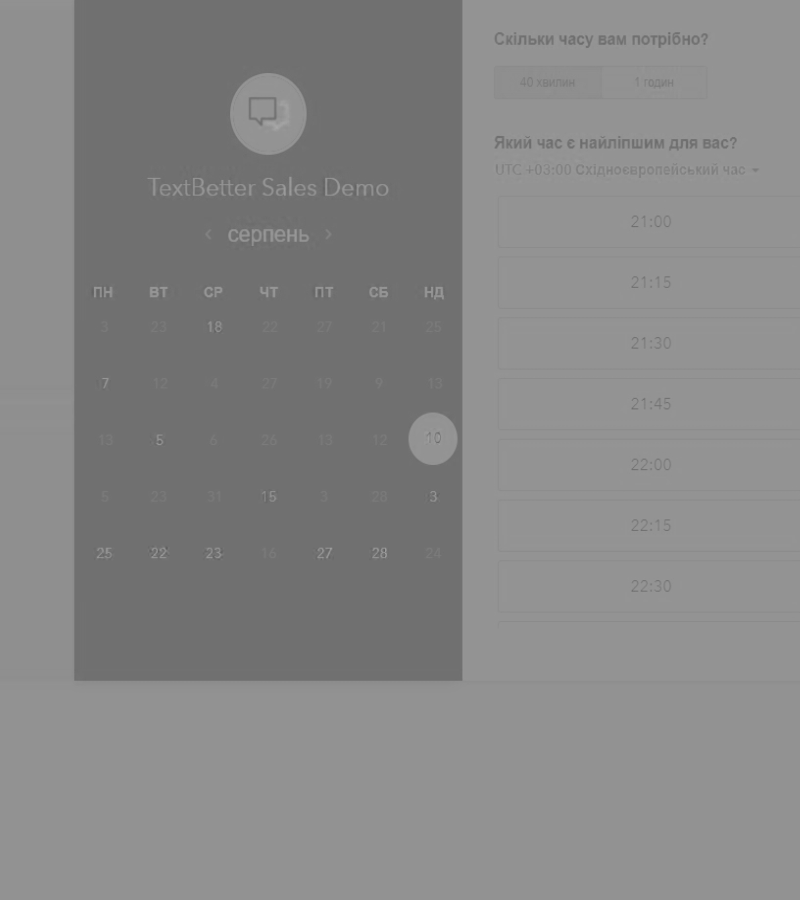 TextBetter Sales Demo
серпень
ПН ВТ СР ЧТ ПТ СБ НД
3 23 18 22 27 21 25
7 12 4 27 19 9 13
13 5 6 26 13 12 10
5 23 31 15 3 28 3
25 22 23 16 27 28 24
Скільки часу вам потрібно?
40 хвилин 1 годин
Який час є найліпшим для вас?
UTC +03:00 Східноєвропейський час
21:00
21:15
21:30
21:45
22:00
22:15
22:30